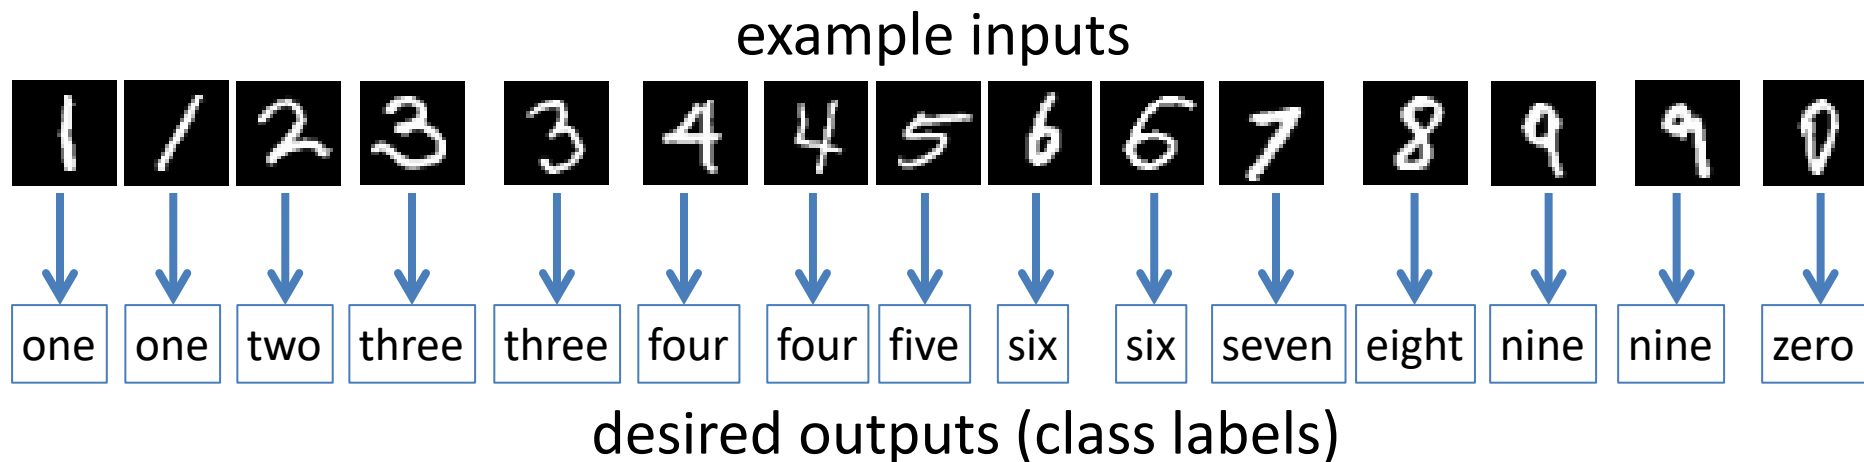 example inputs
1 1 2 3 3 4 4 5 6 6 7 8 9 9 0
one one two three three four four five six six seven eight nine nine zero
desired outputs (class labels)